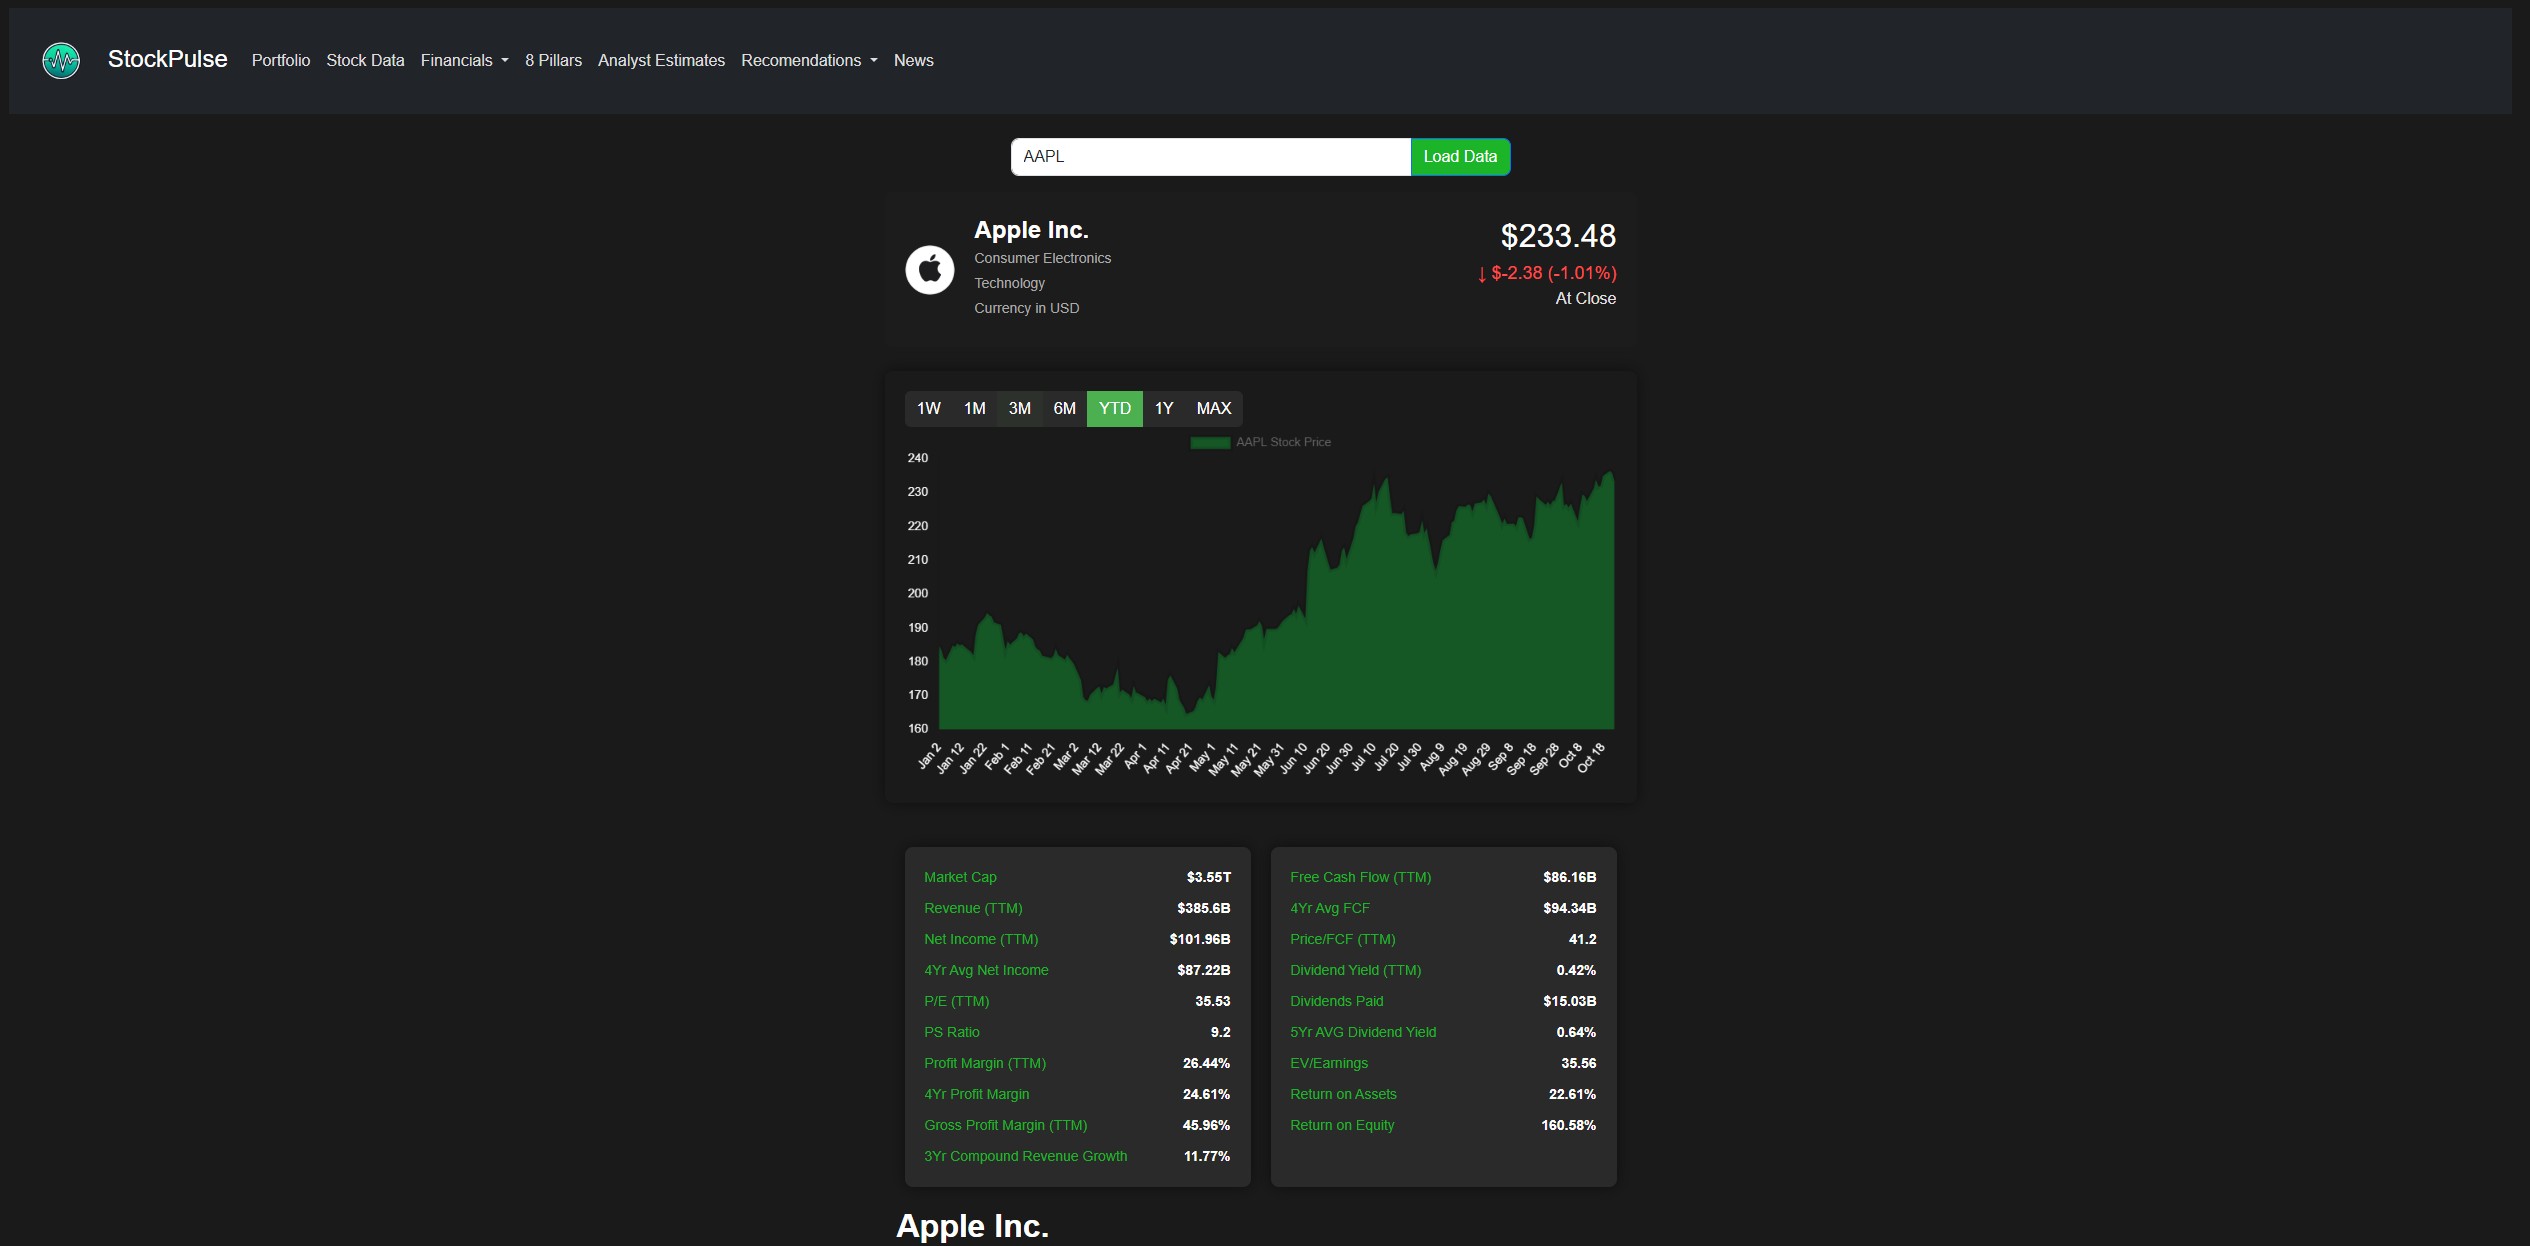 StockPulse Portfolio Stock Data Financials 8 Pillars Analyst Estimates Recomendations News
AAPL Load Data
Apple Inc.
Consumer Electronics
Technology
Currency in USD
$233.48
↓ $-2.38 (-1.01%)
At Close
1W 1M 3M 6M YTD 1Y MAX
AAPL Stock Price
240
230
220
210
200
190
180
170
160
Jan 2 Jan 12 Jan 22 Feb 1 Feb 11 Feb 21 Mar 2 Mar 12 Mar 22 Apr 1 Apr 11 Apr 21 May 1 May 11 May 21 May 31 Jun 10 Jun 20 Jun 30 Jul 10 Jul 20 Jul 30 Aug 9 Aug 19 Aug 29 Sep 8 Sep 18 Sep 28 Oct 8 Oct 18
Market Cap $3.55T
Revenue (TTM) $385.6B
Net Income (TTM) $101.96B
4Yr Avg Net Income $87.22B
P/E (TTM) 35.53
PS Ratio 9.2
Profit Margin (TTM) 26.44%
4Yr Profit Margin 24.61%
Gross Profit Margin (TTM) 45.96%
3Yr Compound Revenue Growth 11.77%
Free Cash Flow (TTM) $86.16B
4Yr Avg FCF $94.34B
Price/FCF (TTM) 41.2
Dividend Yield (TTM) 0.42%
Dividends Paid $15.03B
5Yr AVG Dividend Yield 0.64%
EV/Earnings 35.56
Return on Assets 22.61%
Return on Equity 160.58%
Apple Inc.